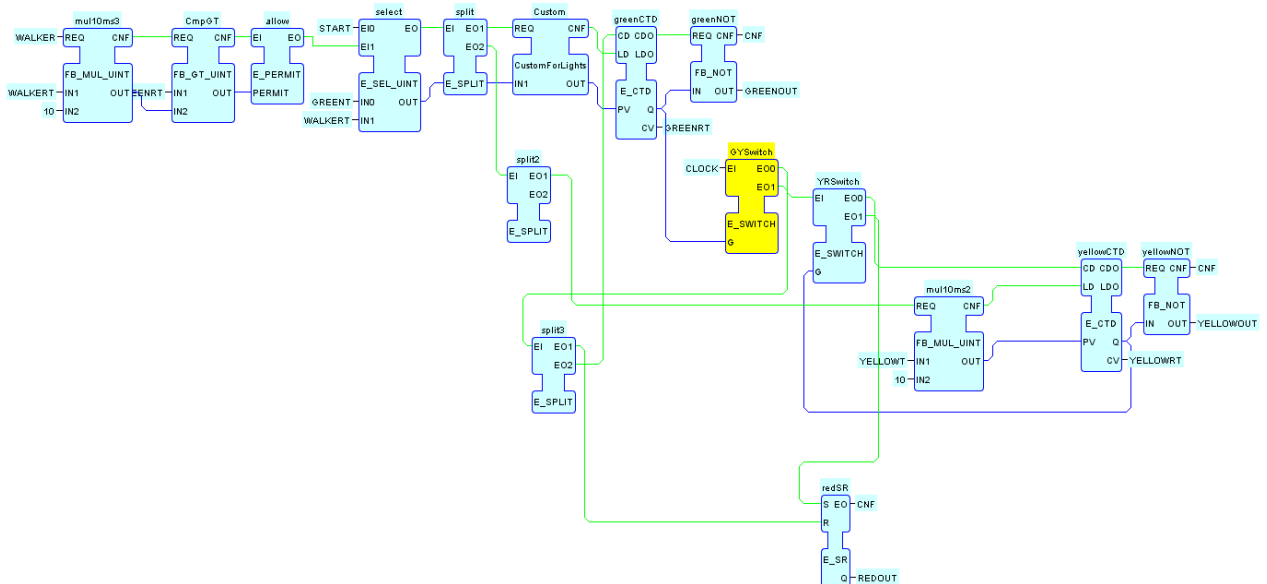 mul10ms3
WALKER
REQ CNF
FB_MUL_UINT
WALKERT
IN1 OUT
10
IN2
CmpGT
REQ CNF
FB_GT_UINT
EENRT
IN1 OUT
IN2
allow
EI EO
E_PERMIT
PERMIT
select
START
EI0 EO
EI1
E_SEL_UINT
GREENT
IN0 OUT
WALKERT
IN1
split
EI EO1
EO2
E_SPLIT
Custom
REQ CNF
CustomForLights
IN1 OUT
greenCTD
CD CDO
LD LDO
E_CTD
PV Q
CV
GREENRT
greenNOT
REQ CNF
CNF
FB_NOT
IN OUT
GREENOUT
split2
EI EO1
EO2
E_SPLIT
GYSwitch
CLOCK
EI EO0
EO1
E_SWITCH
G
YRSwitch
EI EO0
EO1
E_SWITCH
G
mul10ms2
REQ CNF
FB_MUL_UINT
YELLOWT
IN1 OUT
10
IN2
yellowCTD
CD CDO
LD LDO
E_CTD
PV Q
CV
YELLOWRT
yellowNOT
REQ CNF
CNF
FB_NOT
IN OUT
YELLOWOUT
split3
EI EO1
EO2
E_SPLIT
redSR
S EO
CNF
R
E_SR
Q
REDOUT